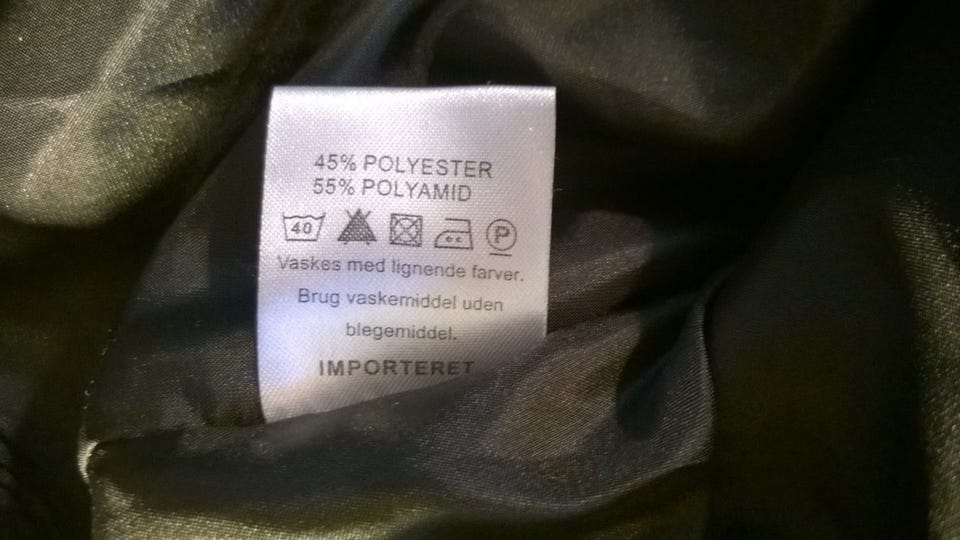 45% POLYESTER
55% POLYAMID
40 P
Vaskes med lignende farver.
Brug vaskemiddel uden
blegemiddel.
IMPORTERET